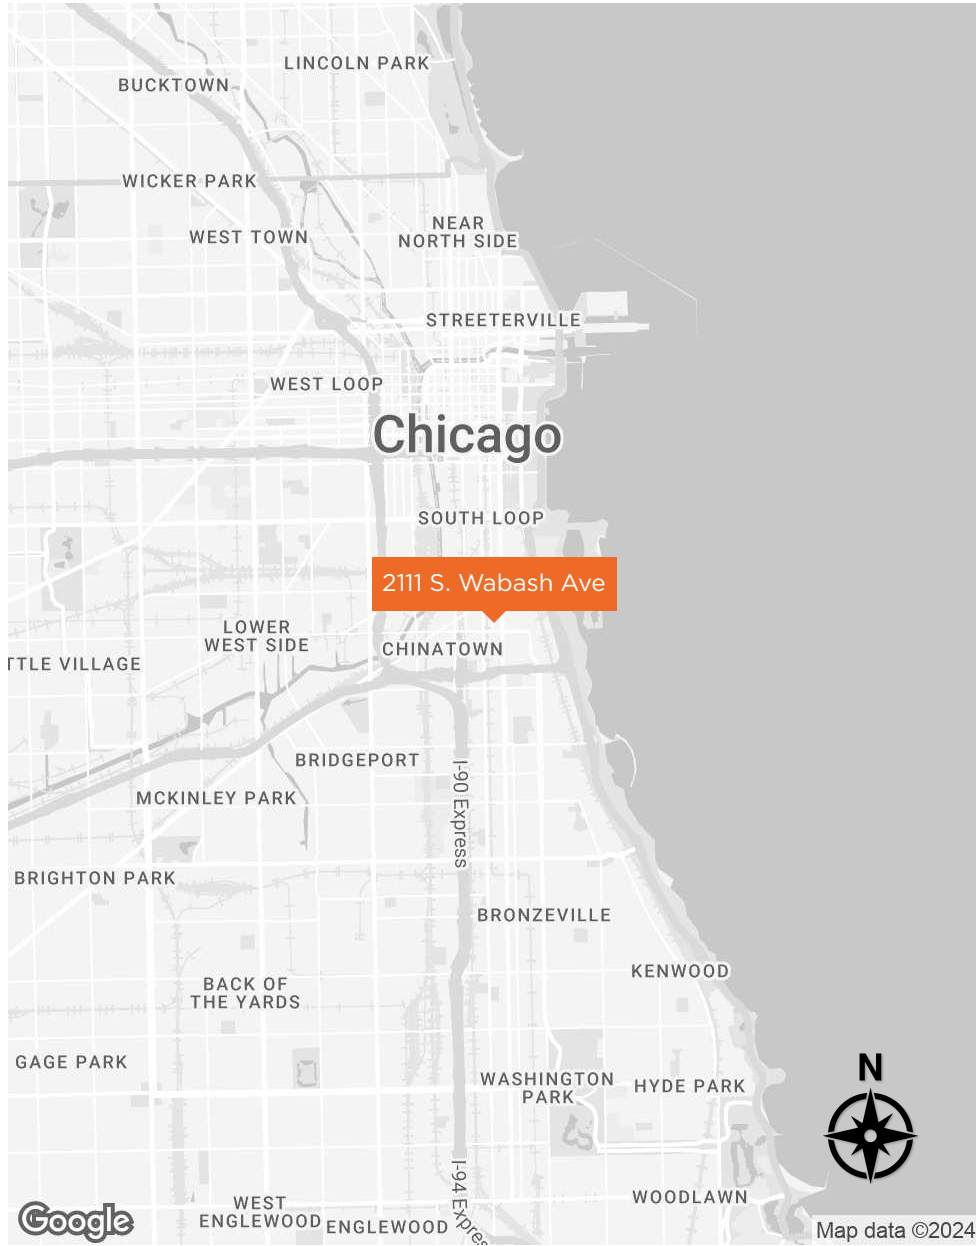 LINCOLN PARK
BUCKTOWN
WICKER PARK
NEAR
NORTH SIDE
WEST TOWN
STREETERVILLE
WEST LOOP
Chicago
SOUTH LOOP
2111 S. Wabash Ave
LOWER
WEST SIDE
CHINATOWN
TTLE VILLAGE
BRIDGEPORT
I-90 Express
MCKINLEY PARK
BRIGHTON PARK
BRONZEVILLE
KENWOOD
BACK OF
THE YARDS
GAGE PARK
N
WASHINGTON
PARK
HYDE PARK
I-94 Expres
WOODLAWN
WEST
ENGLEWOOD
ENGLEWOOD
Google
Map data ©2024